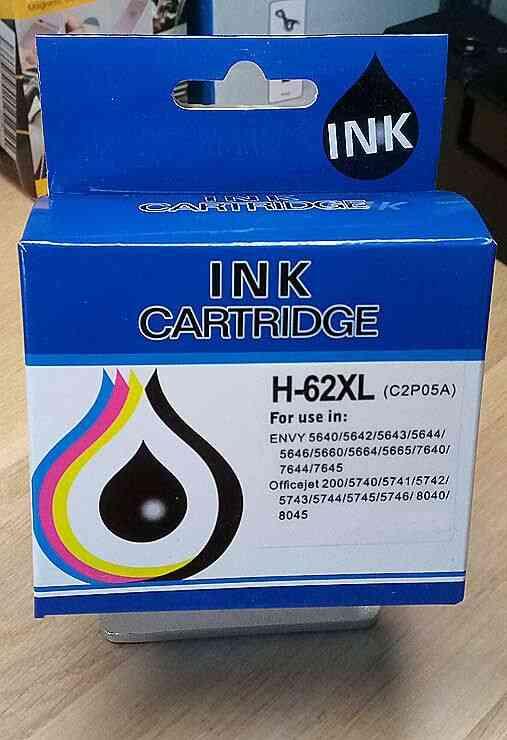 INK
INK
CARTRIDGE
INK
CARTRIDGE
H-62XL (C2P05A)
For use in:
ENVY 5640/5642/5643/5644/
5646/5660/5664/5665/7640/
7644/7645
Officejet 200/5740/5741/5742/
5743/5744/5745/5746/ 8040/
8045